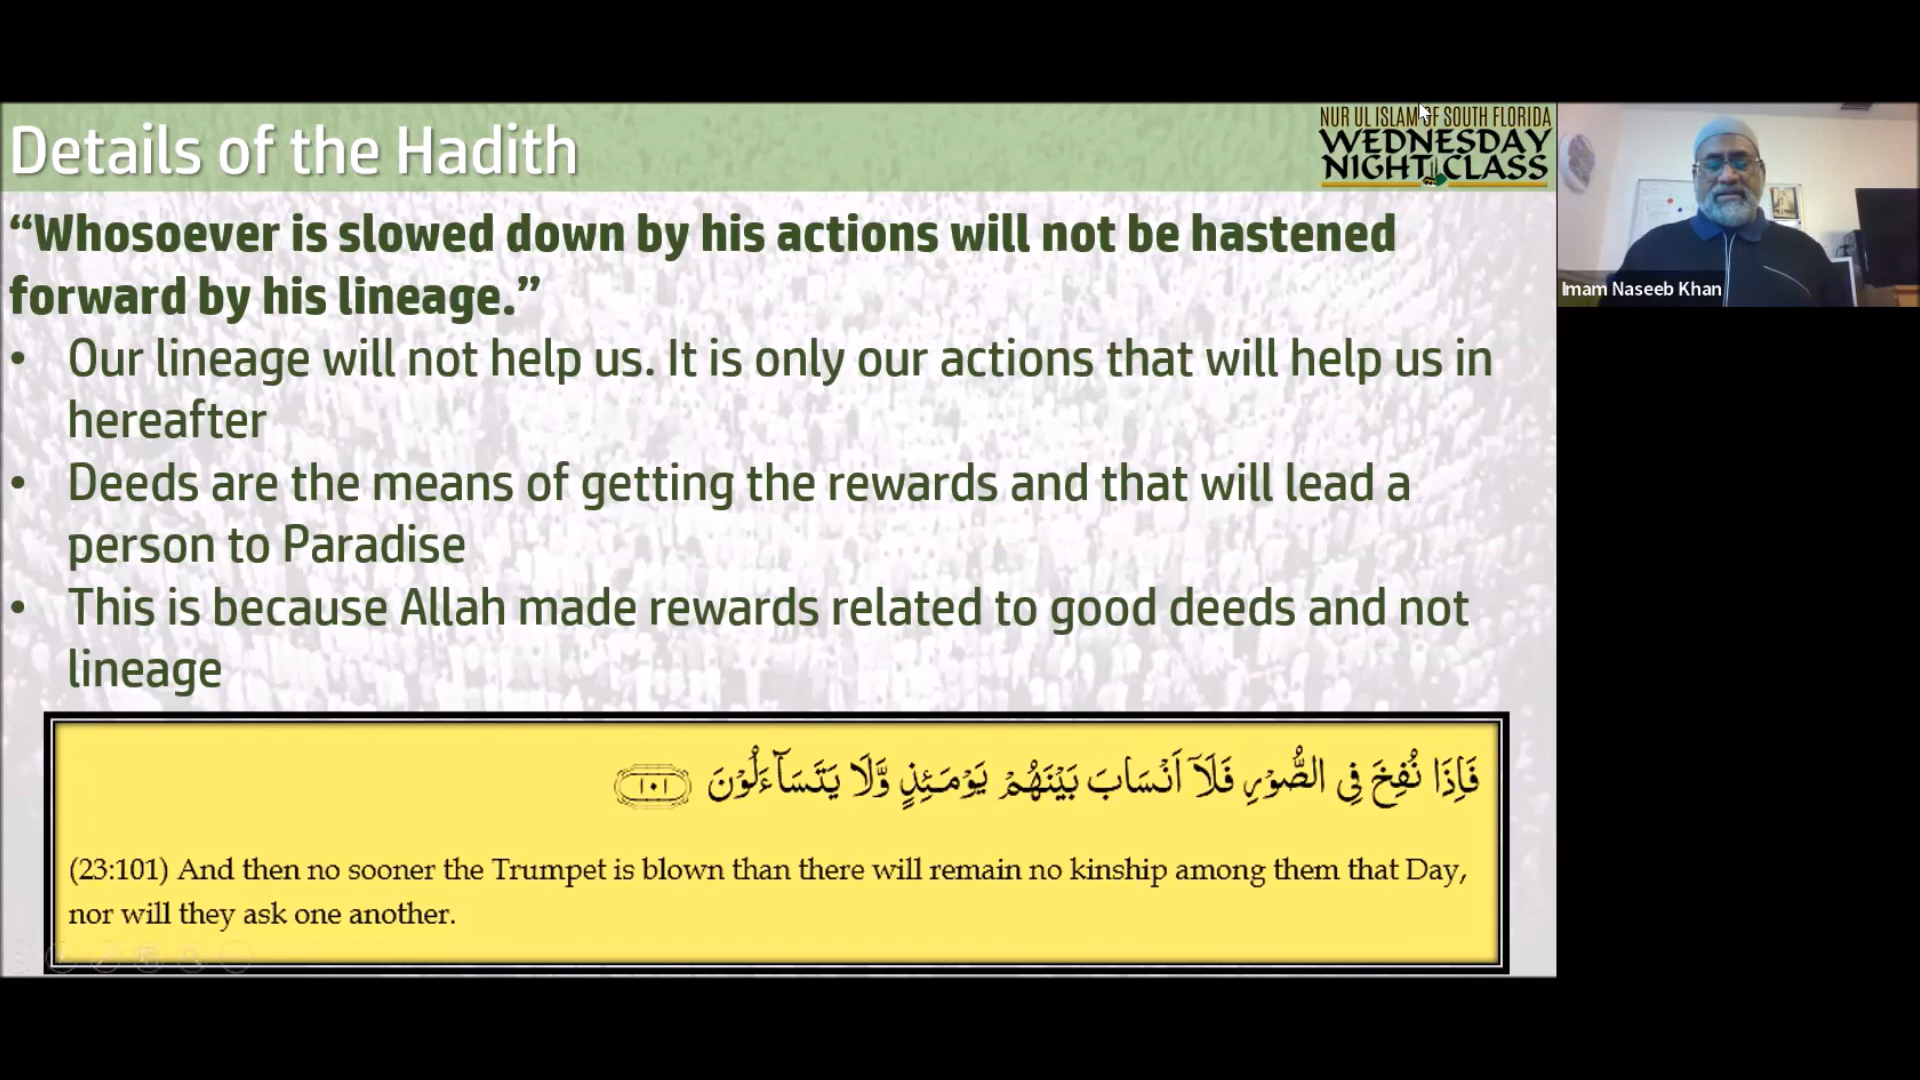 Details of the Hadith
NUR UL ISLAM OF SOUTH FLORIDA
WEDNESDAY
NIGHT CLASS
“Whosoever is slowed down by his actions will not be hastened
forward by his lineage.”
• Our lineage will not help us. It is only our actions that will help us in
hereafter
• Deeds are the means of getting the rewards and that will lead a
person to Paradise
• This is because Allah made rewards related to good deeds and not
lineage
فَاِذَا نُفِخَ فِى الصُّوْرِ فَلَآ اَنْسَابَ بَيْنَهُمْ يَوْمَئِذٍ وَّلَا يَتَسَآءَلُوْنَ ١٠١
(23:101) And then no sooner the Trumpet is blown than there will remain no kinship among them that Day,
nor will they ask one another.
Imam Naseeb Khan